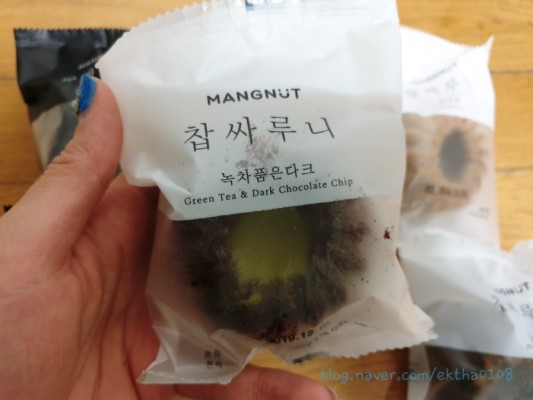 MANGNUT
찹싸루니
녹차품은다크
Green Tea & Dark Chocolate Chip
MANGNUT
blog.naver.com/ektha0108